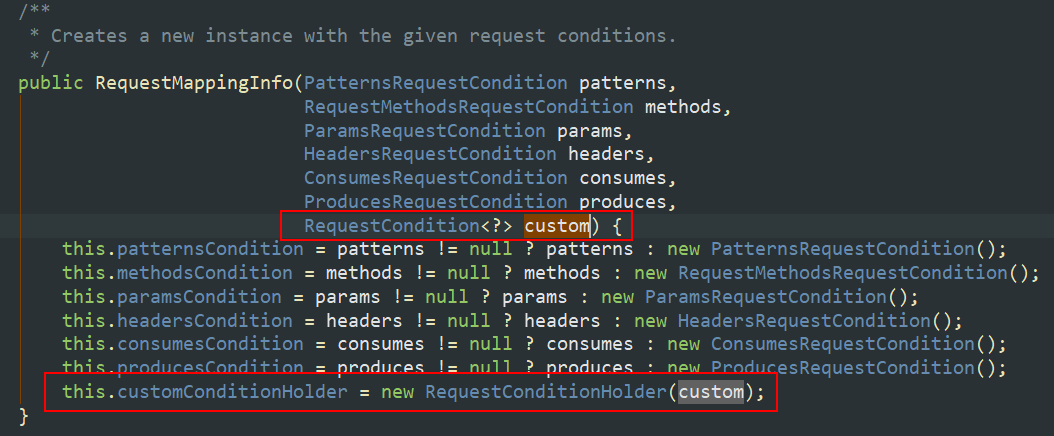 /**
 * Creates a new instance with the given request conditions.
 */
public RequestMappingInfo(PatternsRequestCondition patterns,
                          RequestMethodsRequestCondition methods,
                          ParamsRequestCondition params,
                          HeadersRequestCondition headers,
                          ConsumesRequestCondition consumes,
                          ProducesRequestCondition produces,
                          RequestCondition<?> custom) {
    this.patternsCondition = patterns != null ? patterns : new PatternsRequestCondition();
    this.methodsCondition = methods != null ? methods : new RequestMethodsRequestCondition();
    this.paramsCondition = params != null ? params : new ParamsRequestCondition();
    this.headersCondition = headers != null ? headers : new HeadersRequestCondition();
    this.consumesCondition = consumes != null ? consumes : new ConsumesRequestCondition();
    this.producesCondition = produces != null ? produces : new ProducesRequestCondition();
    this.customConditionHolder = new RequestConditionHolder(custom);
}